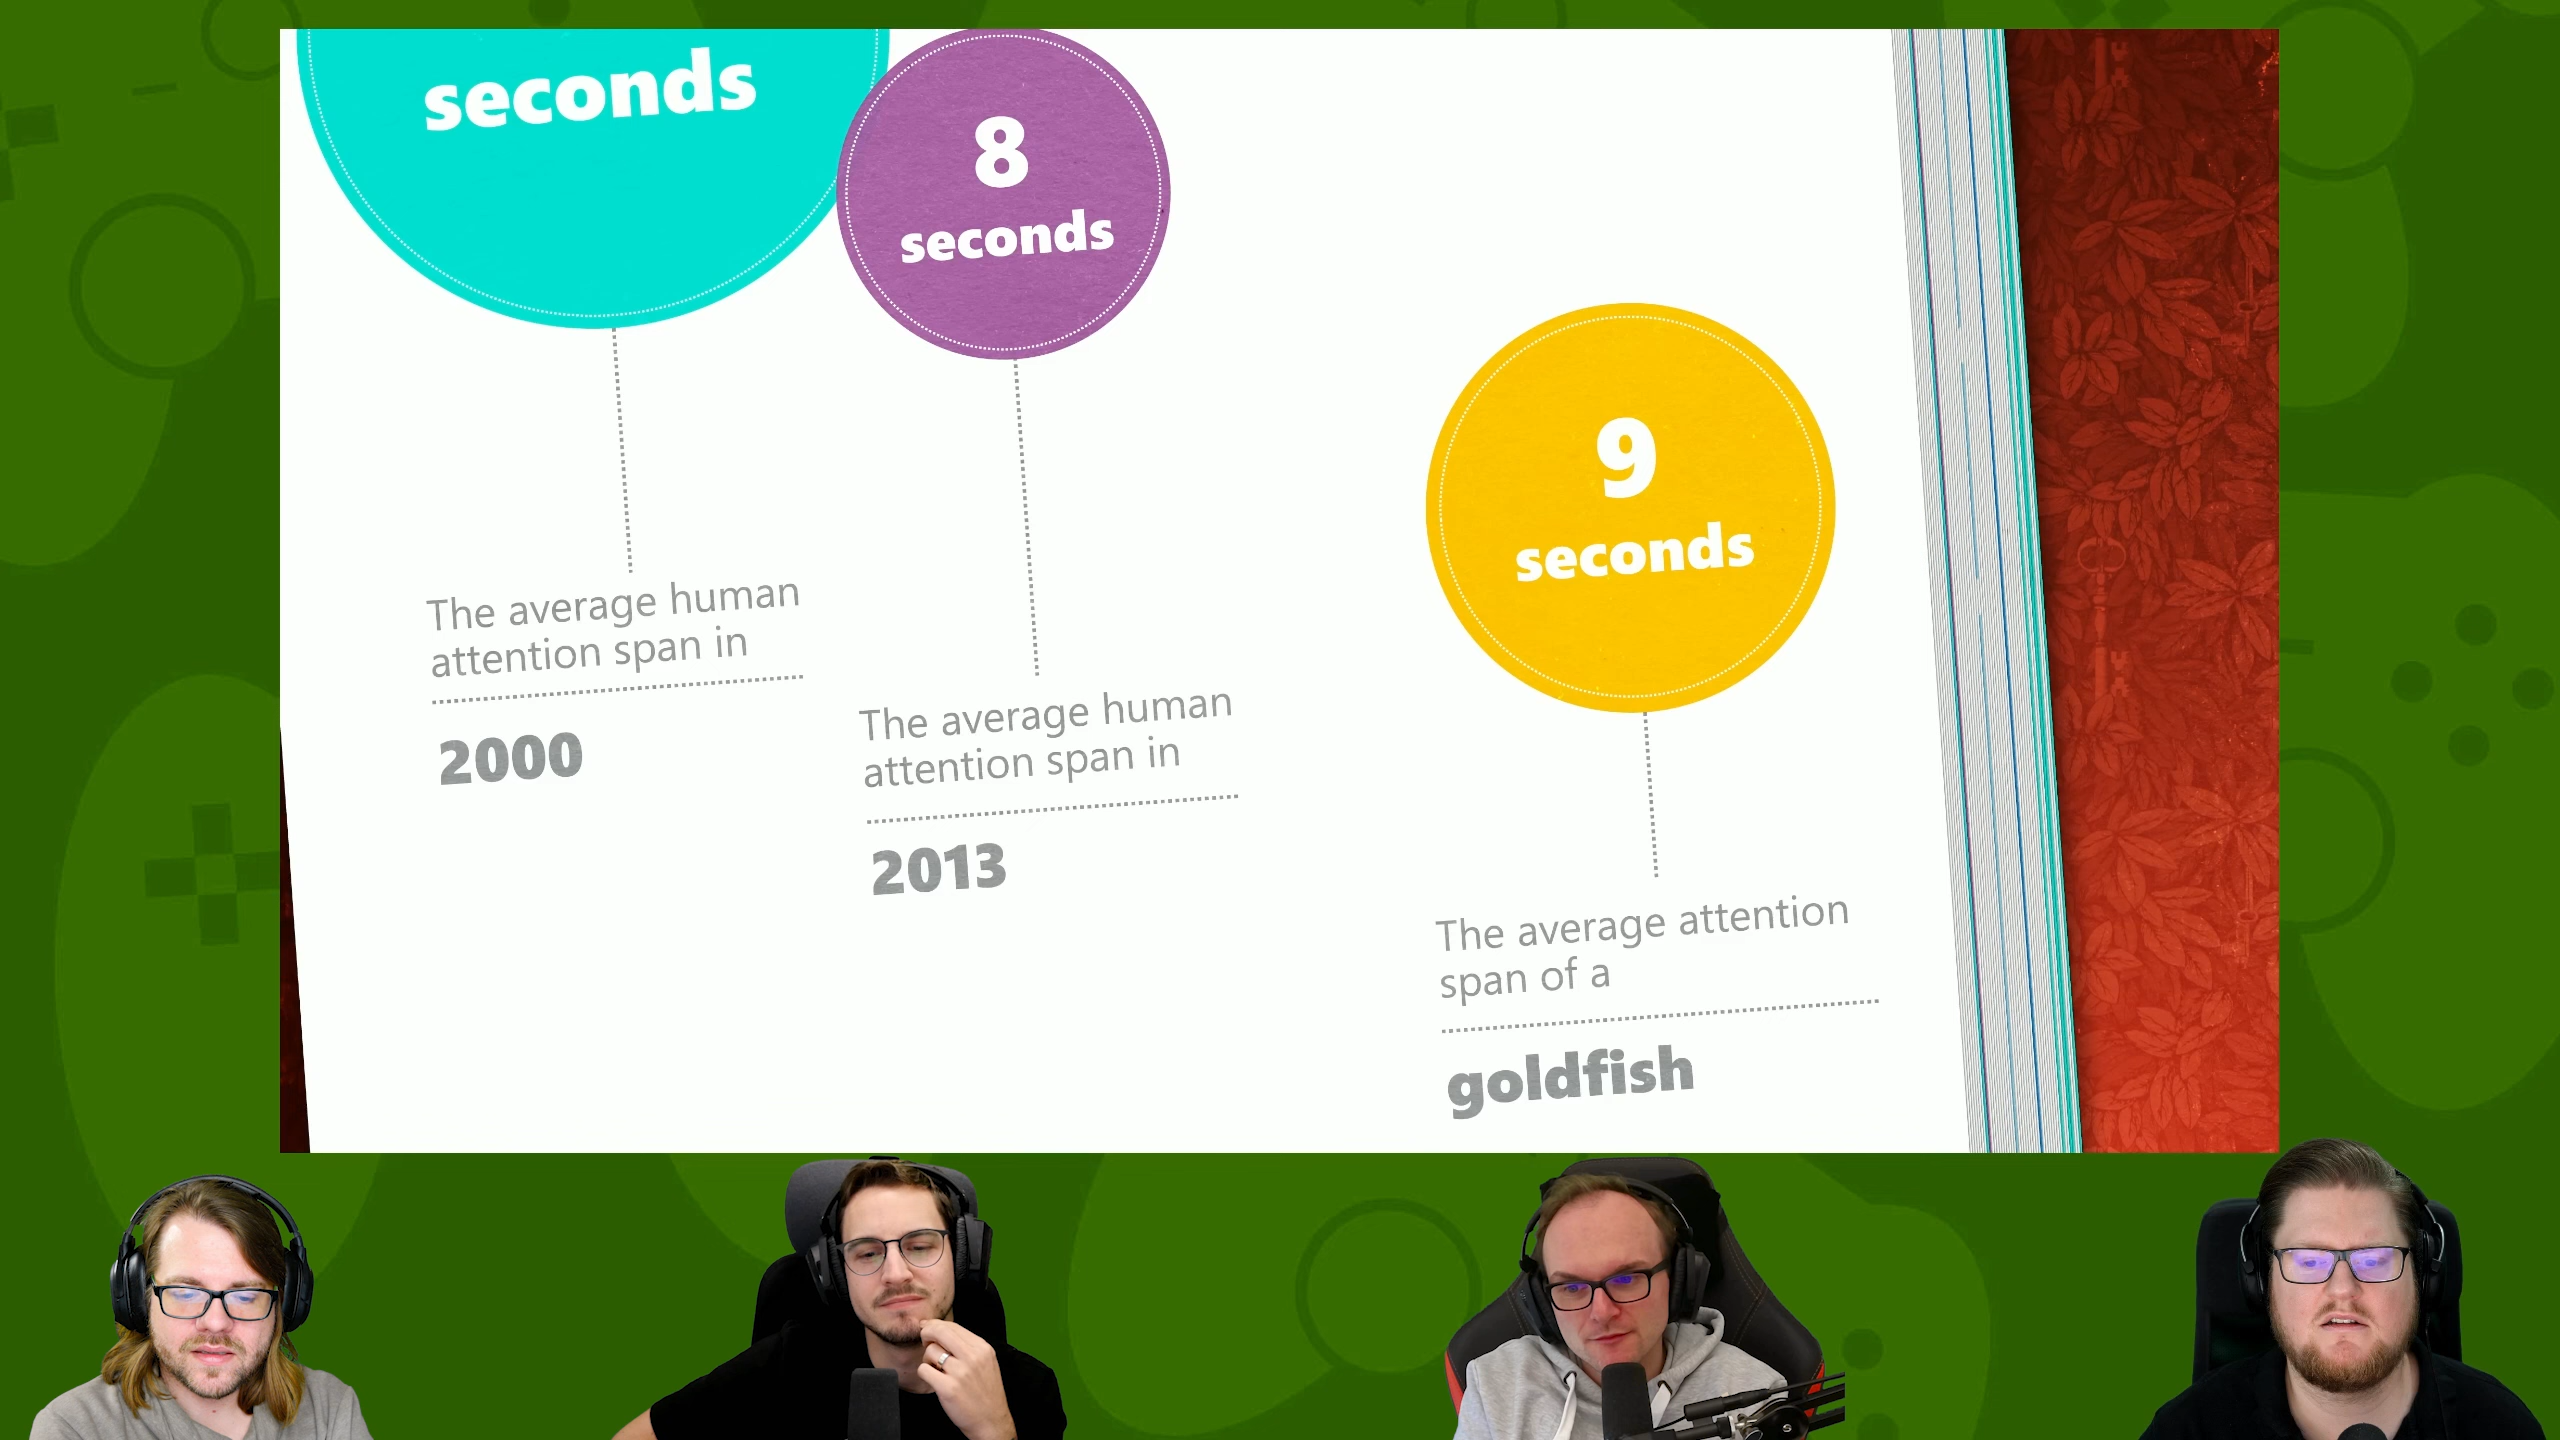 seconds
The average human
attention span in
2000
8
seconds
The average human
attention span in
2013
9
seconds
The average attention
span of a
goldfish